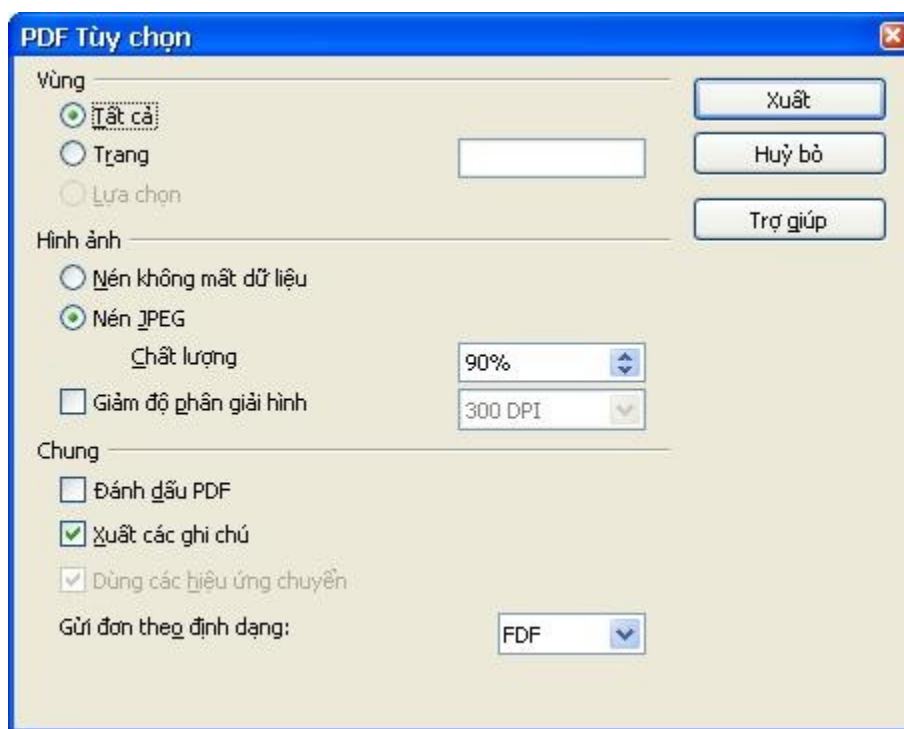 PDF Tùy chọn
Vùng
Tất cả
Trang
Lựa chọn
Hình ảnh
Nén không mất dữ liệu
Nén JPEG
Chất lượng
90%
Giảm độ phân giải hình
300 DPI
Chung
Đánh dấu PDF
Xuất các ghi chú
Dùng các hiệu ứng chuyển
Gửi đơn theo định dạng:
FDF
Xuất
Huỷ bỏ
Trợ giúp